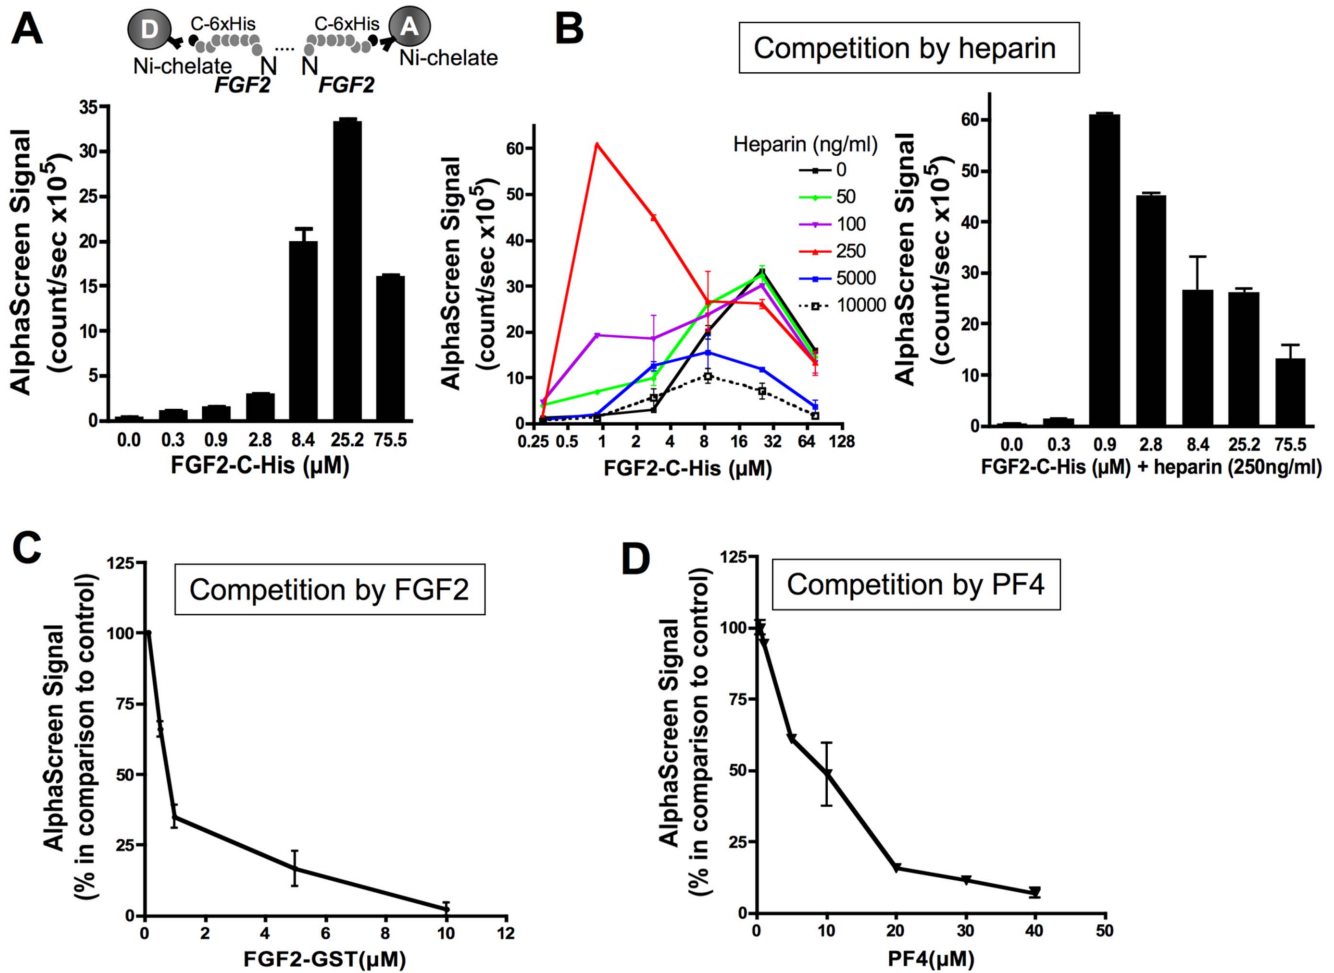 A
D
C-6xHis
C-6xHis
A
Ni-chelate
N
....
N
Ni-chelate
FGF2
FGF2
AlphaScreen Signal
(count/sec x10⁵)
35
30
25
20
15
10
5
0
0.0 0.3 0.9 2.8 8.4 25.2 75.5
FGF2-C-His (µM)
B
Competition by heparin
AlphaScreen Signal
(count/sec x10⁵)
60
50
40
30
20
10
0
0.25 0.5 1 2 4 8 16 32 64 128
FGF2-C-His (µM)
Heparin (ng/ml)
0
50
100
250
5000
10000
AlphaScreen Signal
(count/sec x10⁵)
60
50
40
30
20
10
0
0.0 0.3 0.9 2.8 8.4 25.2 75.5
FGF2-C-His (µM) + heparin (250ng/ml)
C
Competition by FGF2
AlphaScreen Signal
(% in comparison to control)
125
100
75
50
25
0
0 2 4 6 8 10 12
FGF2-GST(µM)
D
Competition by PF4
AlphaScreen Signal
(% in comparison to control)
125
100
75
50
25
0
0 10 20 30 40 50
PF4(µM)